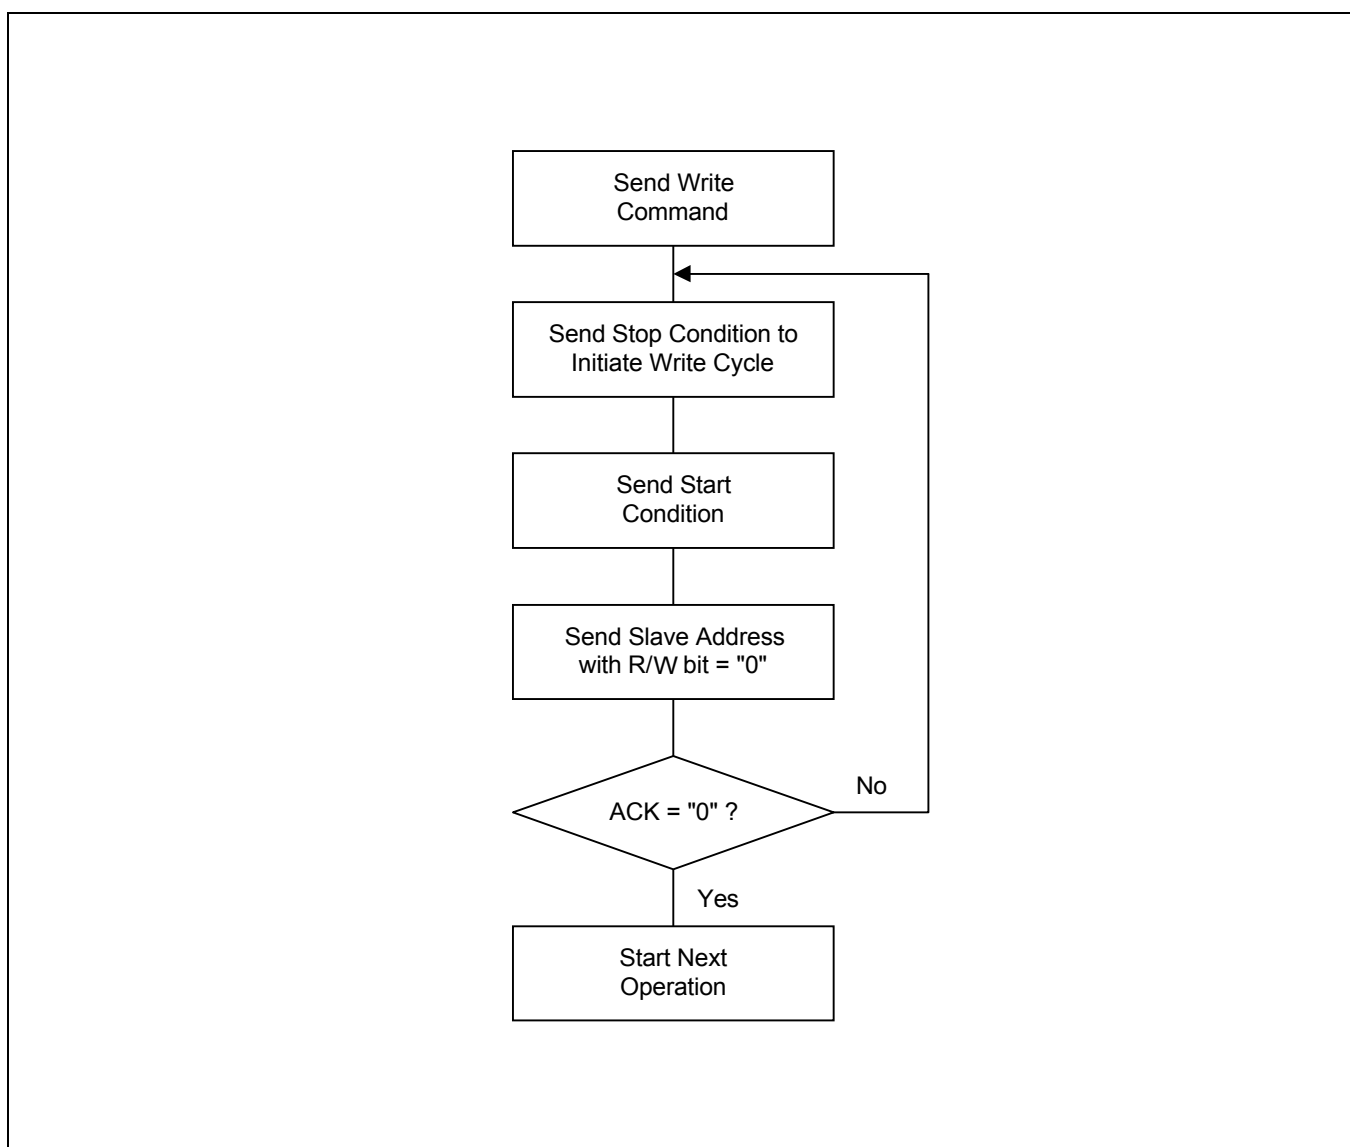 Send Write
Command
Send Stop Condition to
Initiate Write Cycle
Send Start
Condition
Send Slave Address
with R/W bit = "0"
ACK = "0" ?
No
Yes
Start Next
Operation